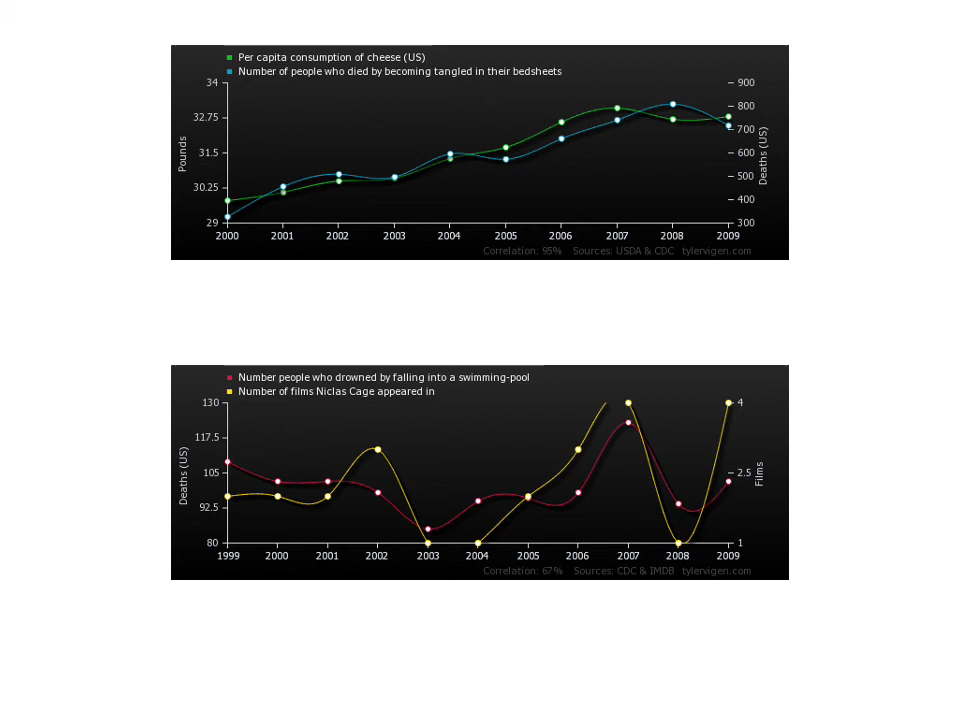 Per capita consumption of cheese (US)
Number of people who died by becoming tangled in their bedsheets
34 900
800
32.75
700
31.5 600
500
30.25
400
29 300
Pounds
Deaths (US)
2000 2001 2002 2003 2004 2005 2006 2007 2008 2009
Correlation: 95% Sources: USDA & CDC tylervigen.com
Number people who drowned by falling into a swimming-pool
Number of films Niclas Cage appeared in
130 4
117.5
105 2.5
92.5
80 1
Deaths (US)
Films
1999 2000 2001 2002 2003 2004 2005 2006 2007 2008 2009
Correlation: 67% Sources: CDC & IMDB tylervigen.com